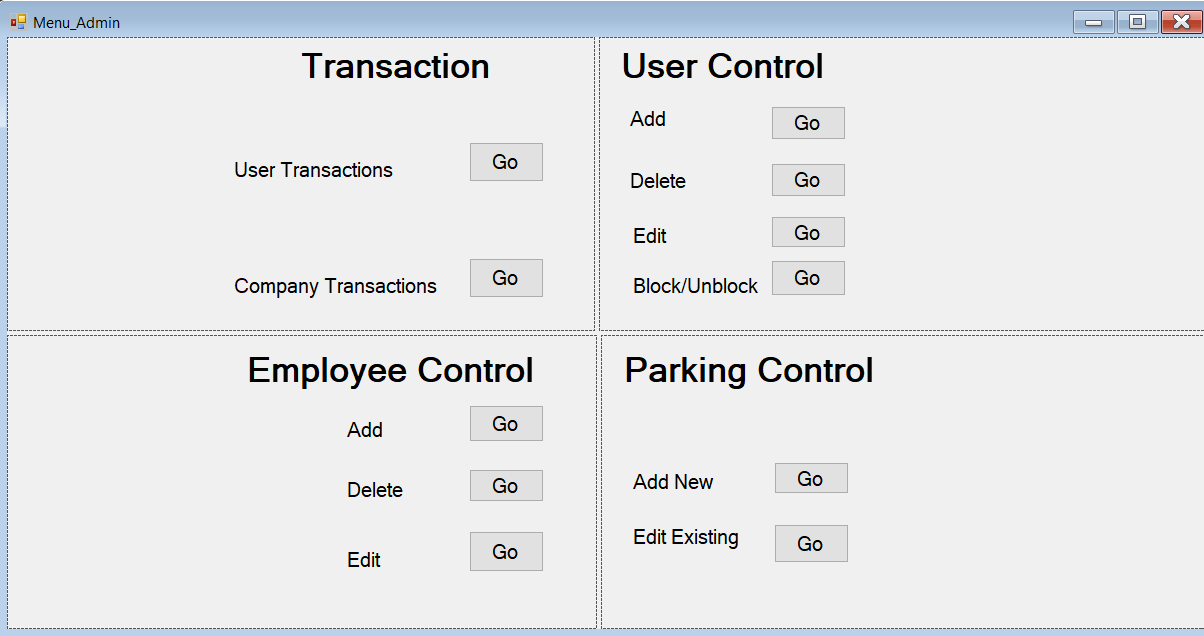 Menu_Admin
Transaction
User Transactions Go
Company Transactions Go
User Control
Add Go
Delete Go
Edit Go
Block/Unblock Go
Employee Control
Add Go
Delete Go
Edit Go
Parking Control
Add New Go
Edit Existing Go